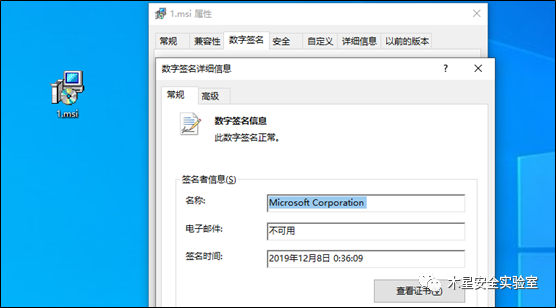 1.msi 属性
常规 兼容性 数字签名 安全 自定义 详细信息 以前的版本
数字签名详细信息
常规 高级
数字签名信息
此数字签名正常。
签名者信息(S)
名称: Microsoft Corporation
电子邮件: 不可用
签名时间: 2019年12月8日 0:36:09
查看证书(V)
1.msi
木星安全实验室